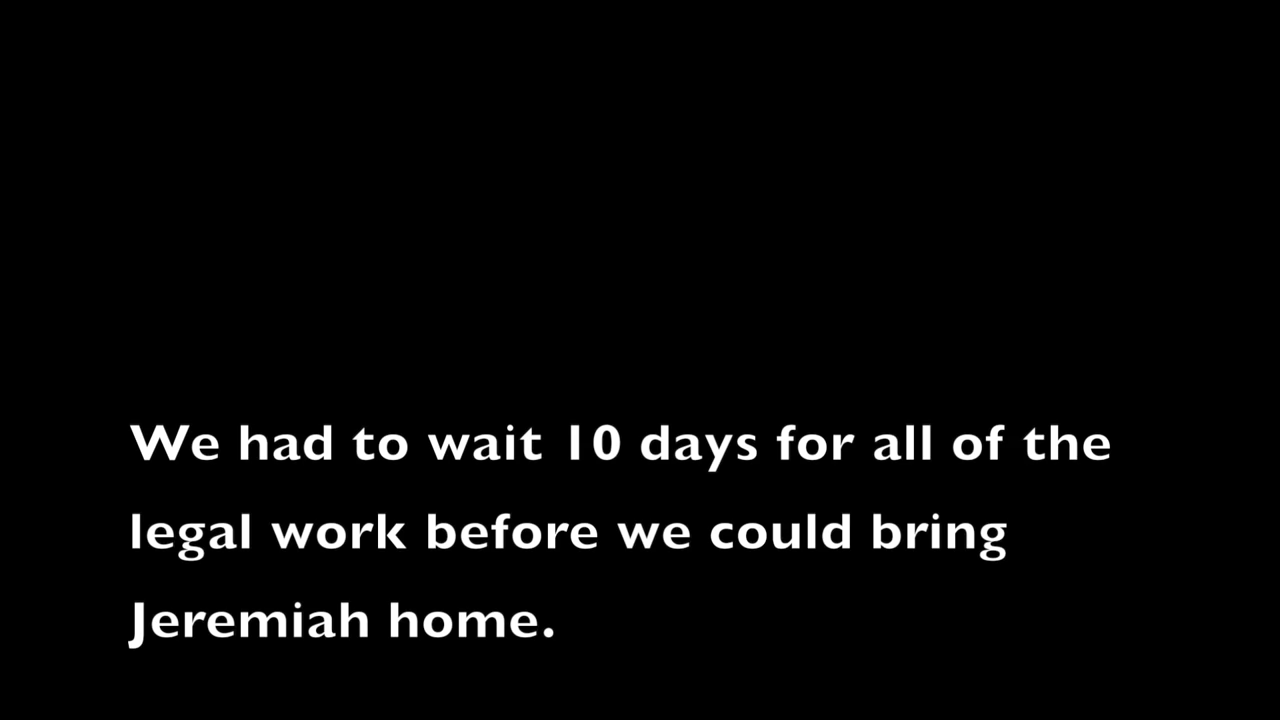 We had to wait 10 days for all of the
legal work before we could bring
Jeremiah home.